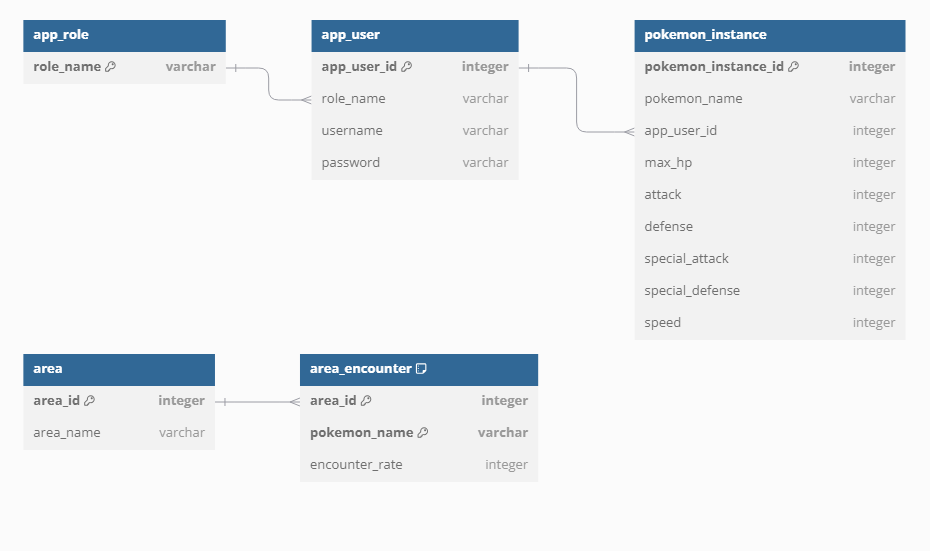 app_role
role_name varchar
app_user
app_user_id integer
role_name varchar
username varchar
password varchar
pokemon_instance
pokemon_instance_id integer
pokemon_name varchar
app_user_id integer
max_hp integer
attack integer
defense integer
special_attack integer
special_defense integer
speed integer
area
area_id integer
area_name varchar
area_encounter
area_id integer
pokemon_name varchar
encounter_rate integer